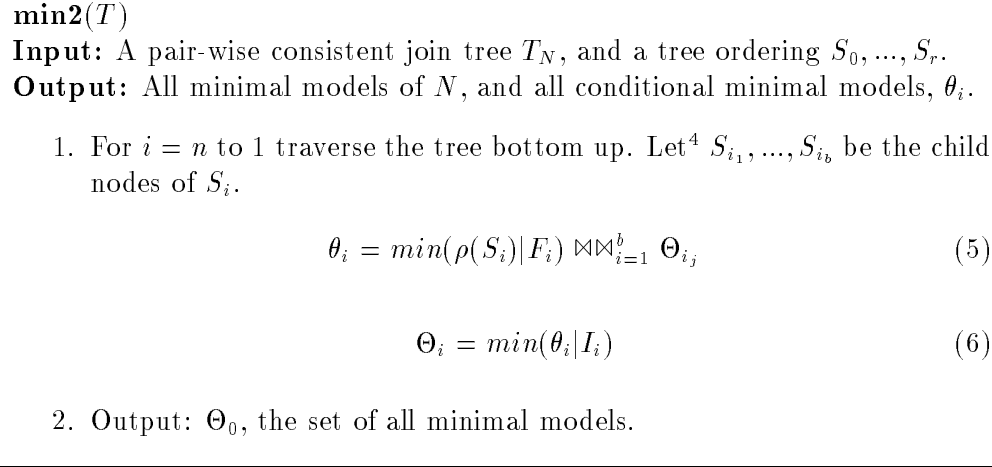 min2(T)
Input: A pair-wise consistent join tree T_N, and a tree ordering S_0, ..., S_r.
Output: All minimal models of N, and all conditional minimal models, θ_i.
1. For i = n to 1 traverse the tree bottom up. Let^4 S_{i_1}, ..., S_{i_b} be the child
nodes of S_i.
θ_i = min(ρ(S_i)|F_i) ⋈⋈_{i=1}^b Θ_{i_j} (5)
Θ_i = min(θ_i|I_i) (6)
2. Output: Θ_0, the set of all minimal models.